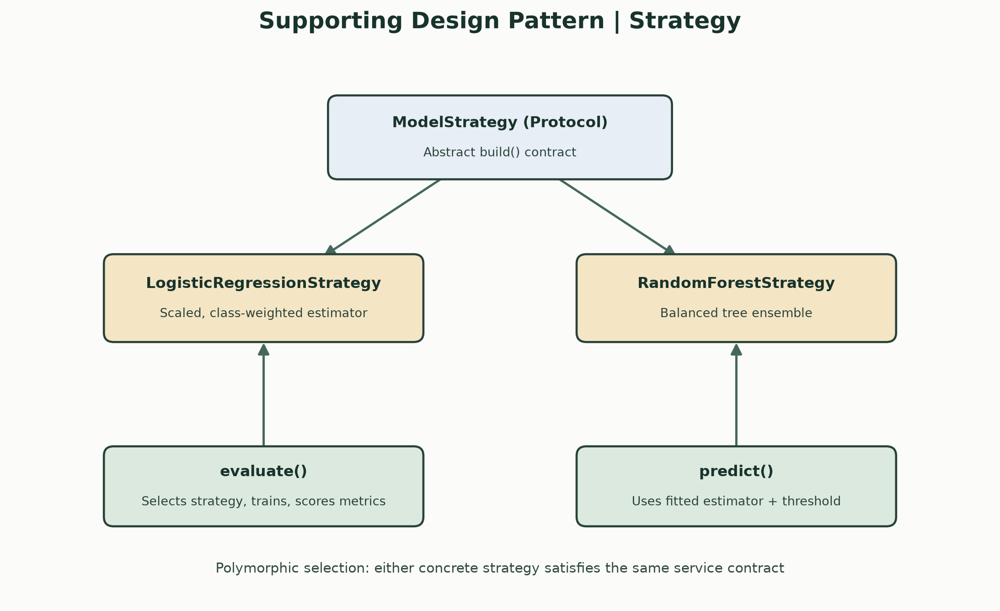 Supporting Design Pattern | Strategy
ModelStrategy (Protocol)
Abstract build() contract
LogisticRegressionStrategy
Scaled, class-weighted estimator
RandomForestStrategy
Balanced tree ensemble
evaluate()
Selects strategy, trains, scores metrics
predict()
Uses fitted estimator + threshold
Polymorphic selection: either concrete strategy satisfies the same service contract